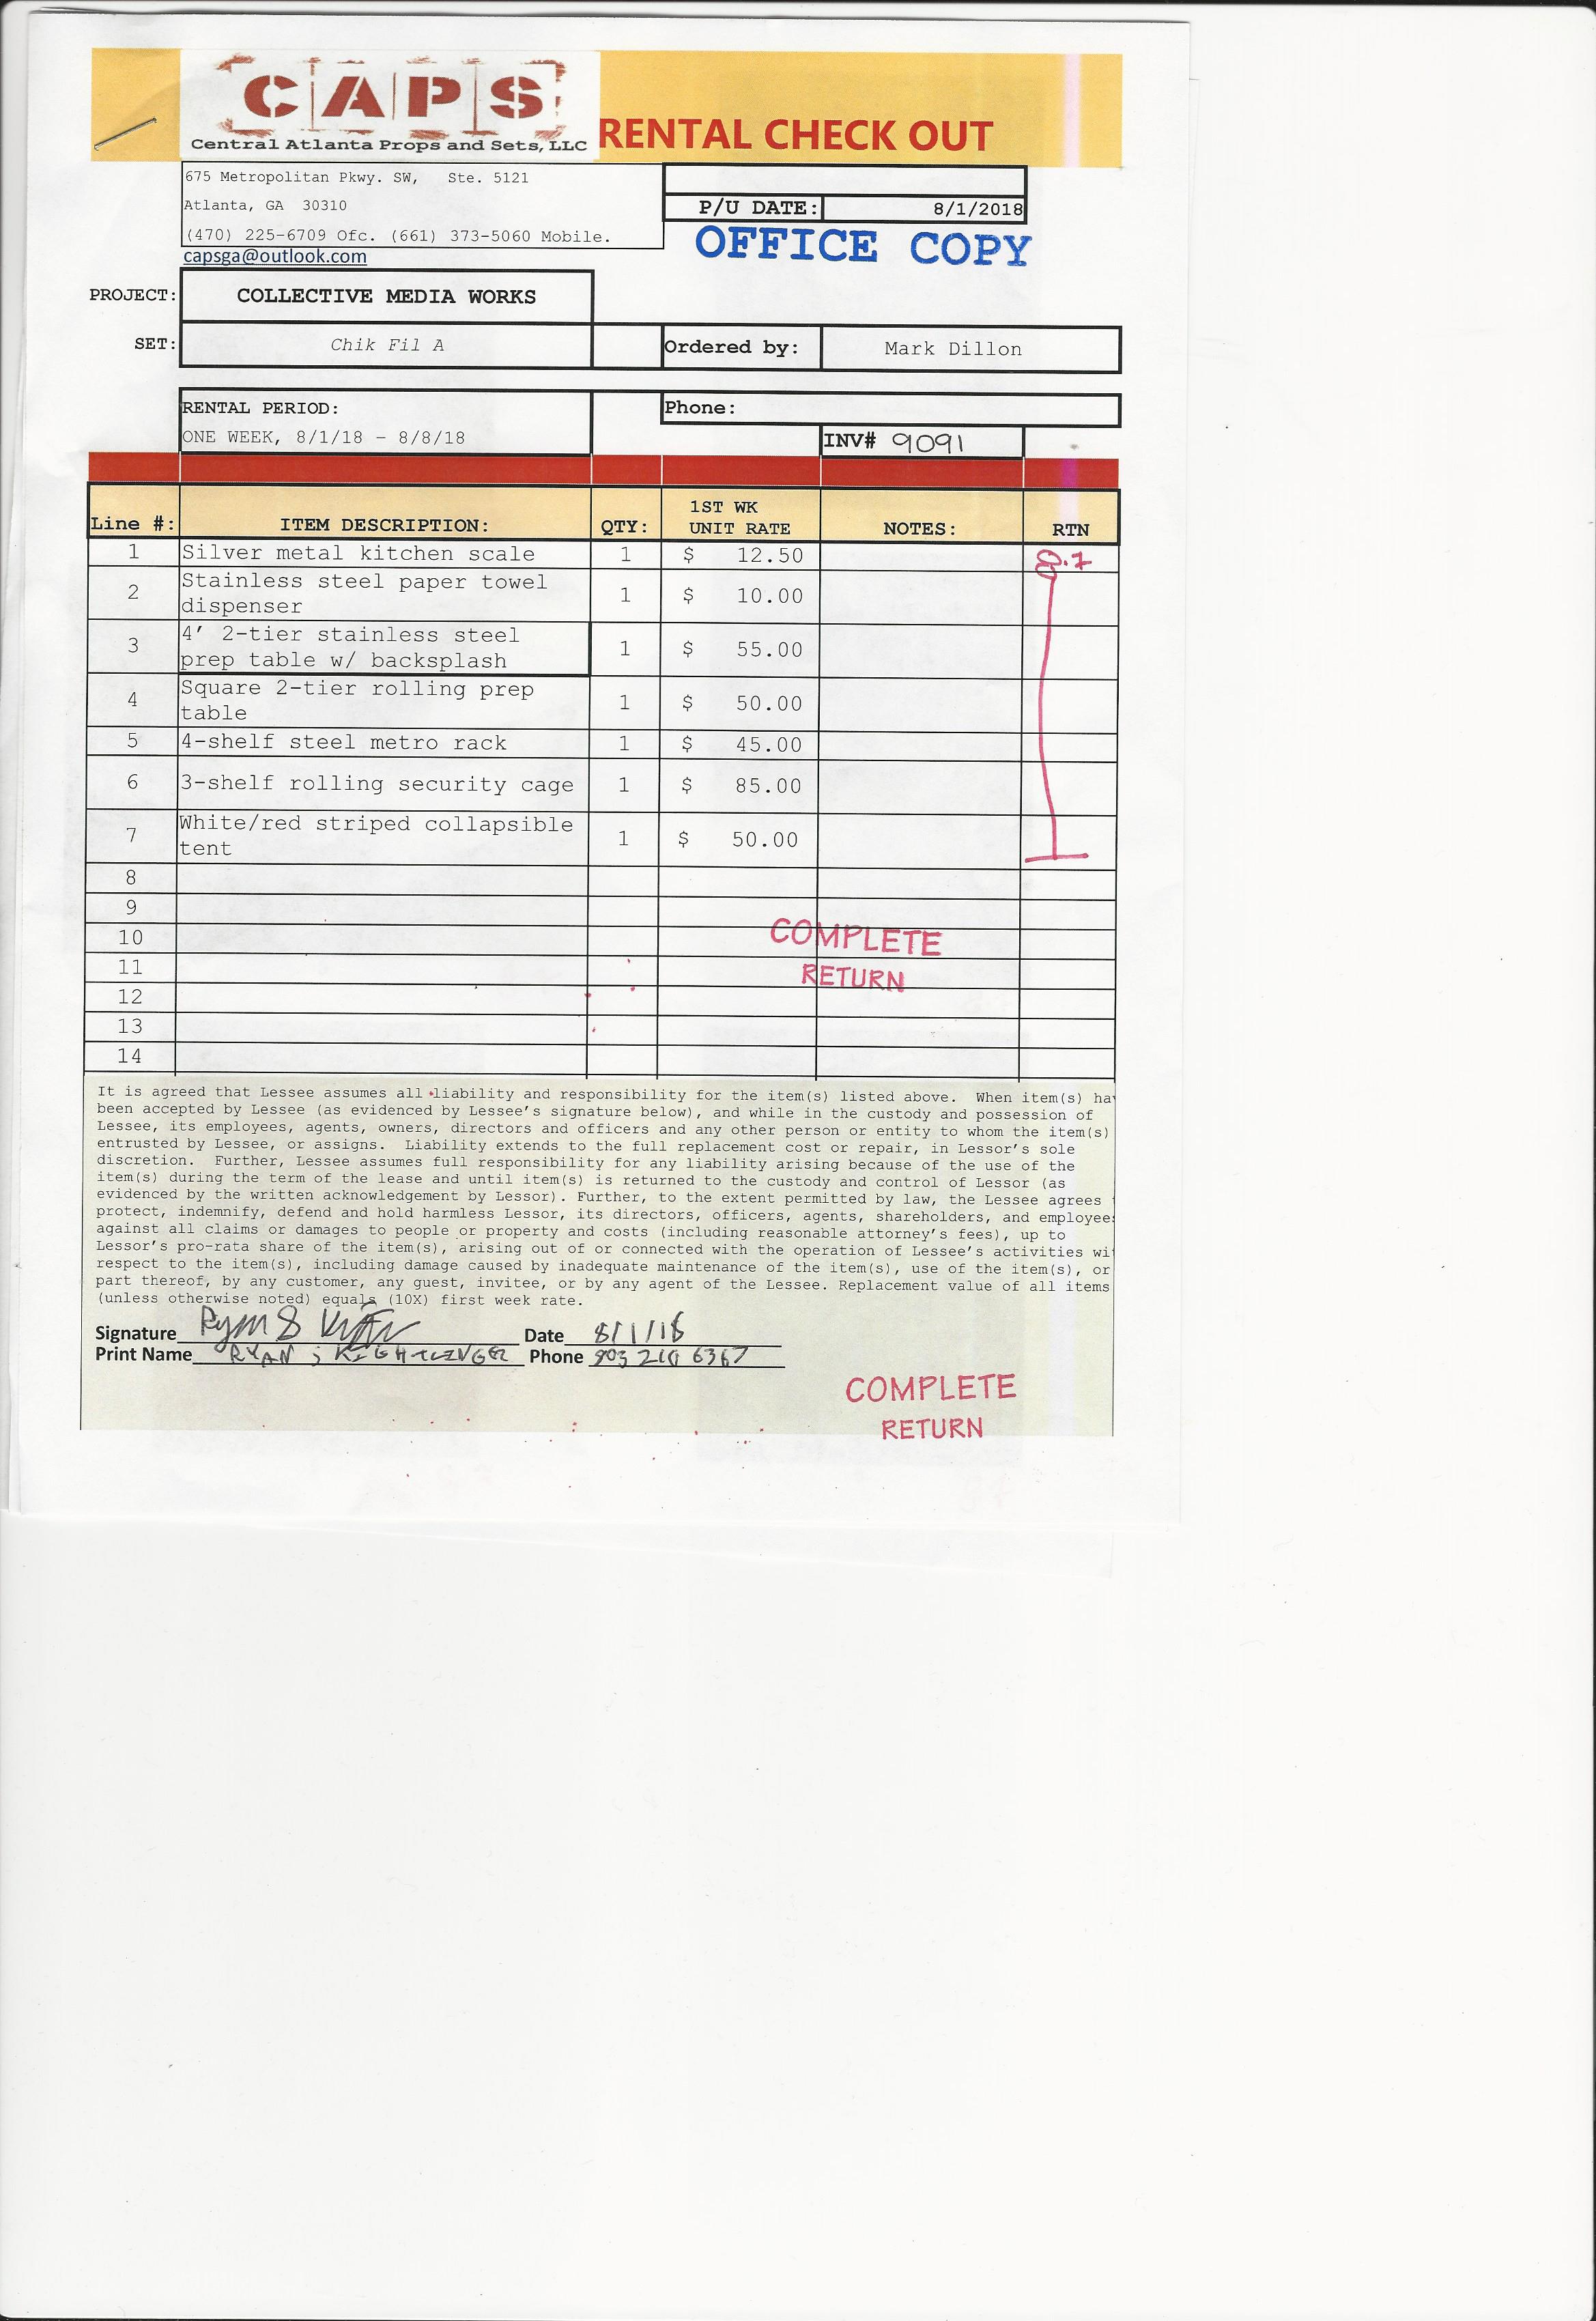 CAPS
Central Atlanta Props and Sets, LLC
RENTAL CHECK OUT
675 Metropolitan Pkwy. SW, Ste. 5121
Atlanta, GA 30310
(470) 225-6709 Ofc. (661) 373-5060 Mobile.
capsga@outlook.com
P/U DATE: 8/1/2018
OFFICE COPY
PROJECT: COLLECTIVE MEDIA WORKS
SET: Chik Fil A Ordered by: Mark Dillon
RENTAL PERIOD: Phone:
ONE WEEK, 8/1/18 - 8/8/18 INV# 9091
Line #: ITEM DESCRIPTION: QTY: 1ST WK UNIT RATE NOTES: RTN
1 Silver metal kitchen scale 1 $ 12.50 8.7
2 Stainless steel paper towel dispenser 1 $ 10.00
3 4' 2-tier stainless steel prep table w/ backsplash 1 $ 55.00
4 Square 2-tier rolling prep table 1 $ 50.00
5 4-shelf steel metro rack 1 $ 45.00
6 3-shelf rolling security cage 1 $ 85.00
7 White/red striped collapsible tent 1 $ 50.00
8
9
10
11
12
13
14
COMPLETE
RETURN
It is agreed that Lessee assumes all liability and responsibility for the item(s) listed above. When item(s) hav
been accepted by Lessee (as evidenced by Lessee's signature below), and while in the custody and possession of
Lessee, its employees, agents, owners, directors and officers and any other person or entity to whom the item(s)
entrusted by Lessee, or assigns. Liability extends to the full replacement cost or repair, in Lessor's sole
discretion. Further, Lessee assumes full responsibility for any liability arising because of the use of the
item(s) during the term of the lease and until item(s) is returned to the custody and control of Lessor (as
evidenced by the written acknowledgement by Lessor). Further, to the extent permitted by law, the Lessee agrees
protect, indemnify, defend and hold harmless Lessor, its directors, officers, agents, shareholders, and employees
against all claims or damages to people or property and costs (including reasonable attorney's fees), up to
Lessor's pro-rata share of the item(s), arising out of or connected with the operation of Lessee's activities wi
respect to the item(s), including damage caused by inadequate maintenance of the item(s), use of the item(s), or
part thereof, by any customer, any guest, invitee, or by any agent of the Lessee. Replacement value of all items
(unless otherwise noted) equals (10X) first week rate.
Signature Date 8/1/18
Print Name RYAN J KIGHTLINGER Phone
COMPLETE
RETURN